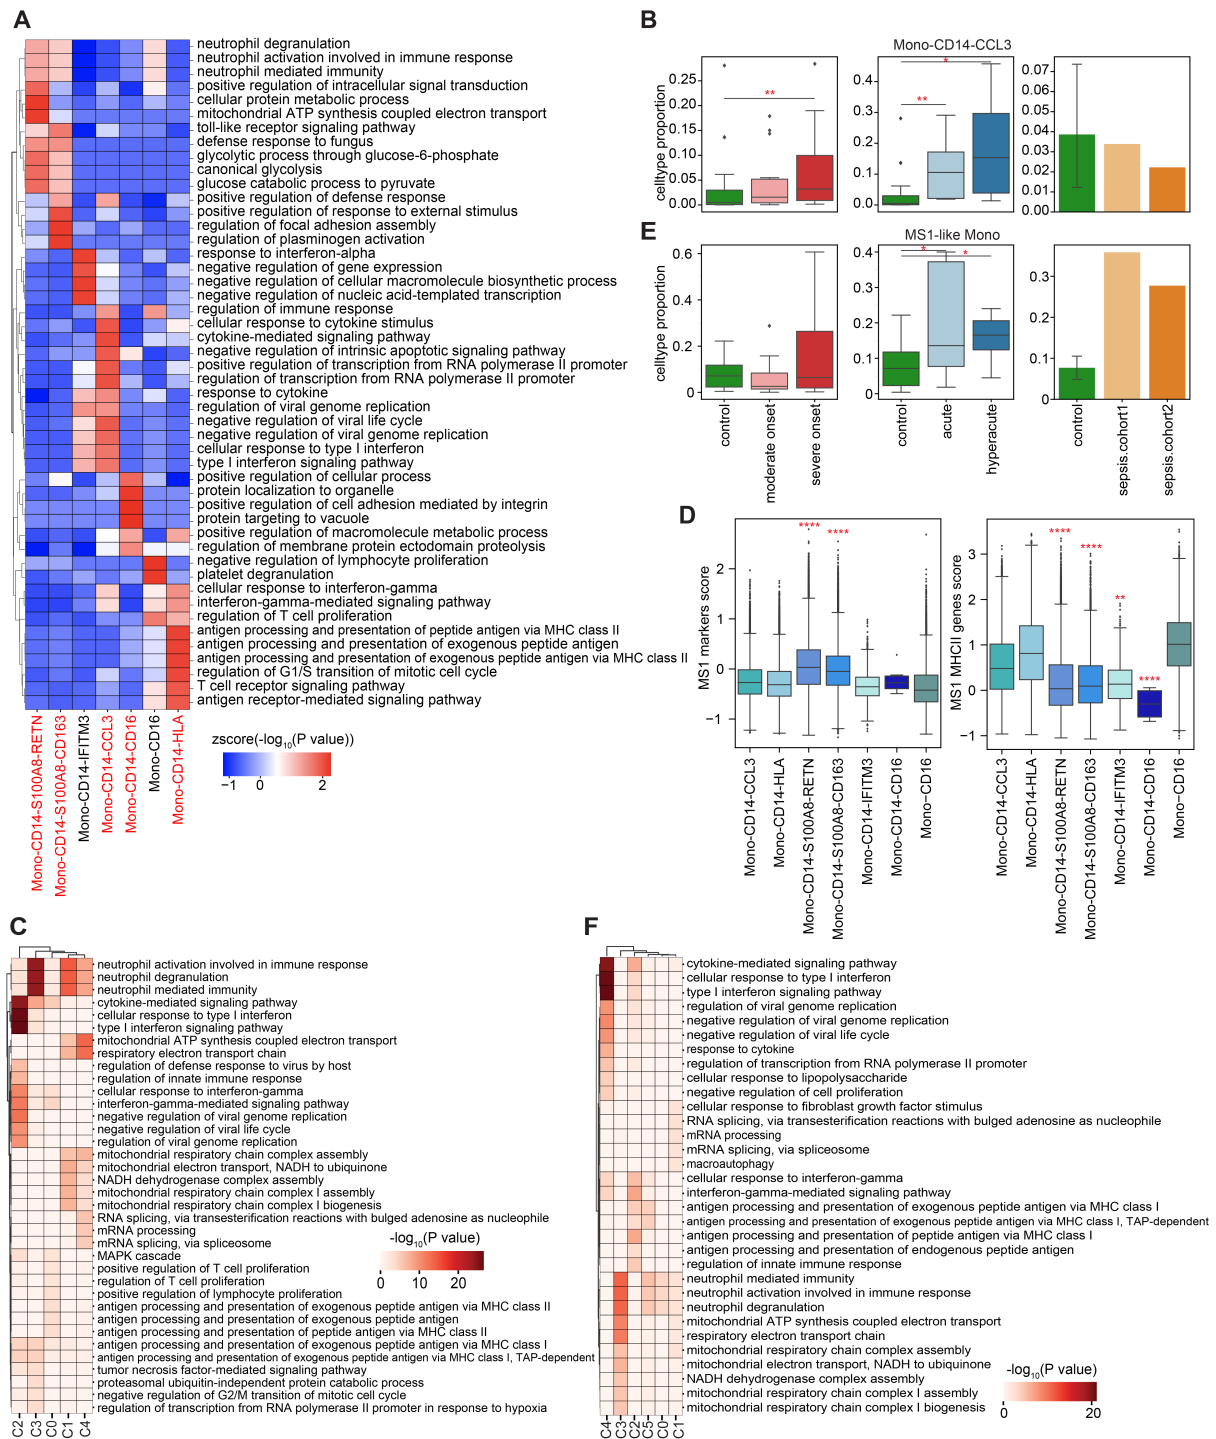 A
neutrophil degranulation
neutrophil activation involved in immune response
neutrophil mediated immunity
positive regulation of intracellular signal transduction
cellular protein metabolic process
mitochondrial ATP synthesis coupled electron transport
toll-like receptor signaling pathway
defense response to fungus
glycolytic process through glucose-6-phosphate
canonical glycolysis
glucose catabolic process to pyruvate
positive regulation of defense response
positive regulation of response to external stimulus
regulation of focal adhesion assembly
regulation of plasminogen activation
response to interferon-alpha
negative regulation of gene expression
negative regulation of cellular macromolecule biosynthetic process
negative regulation of nucleic acid-templated transcription
regulation of immune response
cellular response to cytokine stimulus
cytokine-mediated signaling pathway
negative regulation of intrinsic apoptotic signaling pathway
positive regulation of transcription from RNA polymerase II promoter
regulation of transcription from RNA polymerase II promoter
response to cytokine
regulation of viral genome replication
negative regulation of viral life cycle
negative regulation of viral genome replication
cellular response to type I interferon
type I interferon signaling pathway
positive regulation of cellular process
protein localization to organelle
positive regulation of cell adhesion mediated by integrin
protein targeting to vacuole
positive regulation of macromolecule metabolic process
regulation of membrane protein ectodomain proteolysis
negative regulation of lymphocyte proliferation
platelet degranulation
cellular response to interferon-gamma
interferon-gamma-mediated signaling pathway
regulation of T cell proliferation
antigen processing and presentation of peptide antigen via MHC class II
antigen processing and presentation of exogenous peptide antigen
antigen processing and presentation of exogenous peptide antigen via MHC class II
regulation of G1/S transition of mitotic cell cycle
T cell receptor signaling pathway
antigen receptor-mediated signaling pathway
Mono-CD14-S100A8-RETN
Mono-CD14-S100A8-CD163
Mono-CD14-IFITM3
Mono-CD14-CCL3
Mono-CD14-CD16
Mono-CD16
Mono-CD14-HLA
zscore(-log10(P value))
−1 0 2
B
Mono-CD14-CCL3
celltype proportion
0.25
0.20
0.15
0.10
0.05
0.00
**
0.4
0.3
0.2
0.1
0.0
**
*
0.07
0.06
0.05
0.04
0.03
0.02
0.01
0.00
E
MS1-like Mono
celltype proportion
0.6
0.4
0.2
0
control
moderate onset
severe onset
0.4
0.3
0.2
0.1
0
*
*
control
acute
hyperacute
0.3
0.2
0.1
0
control
sepsis.cohort1
sepsis.cohort2
D
MS1 markers score
2
1
0
−1
****
****
Mono-CD14-CCL3
Mono-CD14-HLA
Mono-CD14-S100A8-RETN
Mono-CD14-S100A8-CD163
Mono-CD14-IFITM3
Mono-CD14-CD16
Mono−CD16
MS1 MHCII genes score
3
2
1
0
−1
****
****
**
****
Mono-CD14-CCL3
Mono-CD14-HLA
Mono-CD14-S100A8-RETN
Mono-CD14-S100A8-CD163
Mono-CD14-IFITM3
Mono-CD14-CD16
Mono−CD16
C
neutrophil activation involved in immune response
neutrophil degranulation
neutrophil mediated immunity
cytokine-mediated signaling pathway
cellular response to type I interferon
type I interferon signaling pathway
mitochondrial ATP synthesis coupled electron transport
respiratory electron transport chain
regulation of defense response to virus by host
regulation of innate immune response
cellular response to interferon-gamma
interferon-gamma-mediated signaling pathway
negative regulation of viral genome replication
negative regulation of viral life cycle
regulation of viral genome replication
mitochondrial respiratory chain complex assembly
mitochondrial electron transport, NADH to ubiquinone
NADH dehydrogenase complex assembly
mitochondrial respiratory chain complex I assembly
mitochondrial respiratory chain complex I biogenesis
RNA splicing, via transesterification reactions with bulged adenosine as nucleophile
mRNA processing
mRNA splicing, via spliceosome
MAPK cascade
positive regulation of T cell proliferation
regulation of T cell proliferation
positive regulation of lymphocyte proliferation
antigen processing and presentation of exogenous peptide antigen via MHC class II
antigen processing and presentation of exogenous peptide antigen
antigen processing and presentation of peptide antigen via MHC class II
antigen processing and presentation of exogenous peptide antigen via MHC class I
antigen processing and presentation of exogenous peptide antigen via MHC class I, TAP-dependent
tumor necrosis factor-mediated signaling pathway
proteasomal ubiquitin-independent protein catabolic process
negative regulation of G2/M transition of mitotic cell cycle
regulation of transcription from RNA polymerase II promoter in response to hypoxia
C2
C3
C0
C1
C4
-log10(P value)
0 10 20
F
cytokine-mediated signaling pathway
cellular response to type I interferon
type I interferon signaling pathway
regulation of viral genome replication
negative regulation of viral genome replication
negative regulation of viral life cycle
response to cytokine
regulation of transcription from RNA polymerase II promoter
cellular response to lipopolysaccharide
negative regulation of cell proliferation
cellular response to fibroblast growth factor stimulus
RNA splicing, via transesterification reactions with bulged adenosine as nucleophile
mRNA processing
mRNA splicing, via spliceosome
macroautophagy
cellular response to interferon-gamma
interferon-gamma-mediated signaling pathway
antigen processing and presentation of exogenous peptide antigen via MHC class I
antigen processing and presentation of exogenous peptide antigen via MHC class I, TAP-dependent
antigen processing and presentation of peptide antigen via MHC class I
antigen processing and presentation of endogenous peptide antigen
regulation of innate immune response
neutrophil mediated immunity
neutrophil activation involved in immune response
neutrophil degranulation
mitochondrial ATP synthesis coupled electron transport
respiratory electron transport chain
mitochondrial respiratory chain complex assembly
mitochondrial electron transport, NADH to ubiquinone
NADH dehydrogenase complex assembly
mitochondrial respiratory chain complex I assembly
mitochondrial respiratory chain complex I biogenesis
C4
C3
C2
C5
C0
C1
-log10(P value)
0 20